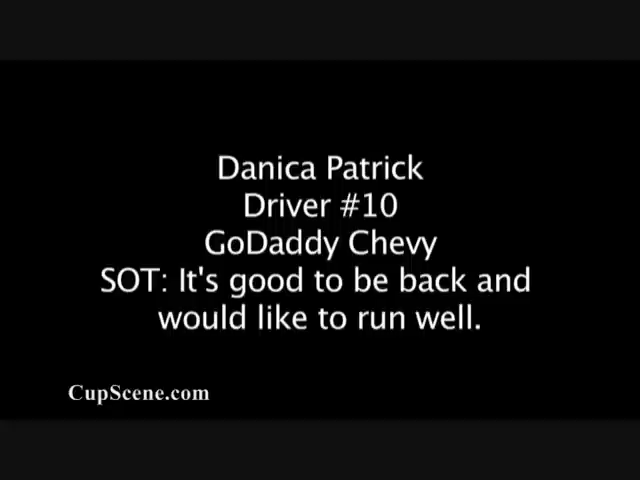 Danica Patrick
Driver #10
GoDaddy Chevy
SOT: It's good to be back and
would like to run well.
CupScene.com